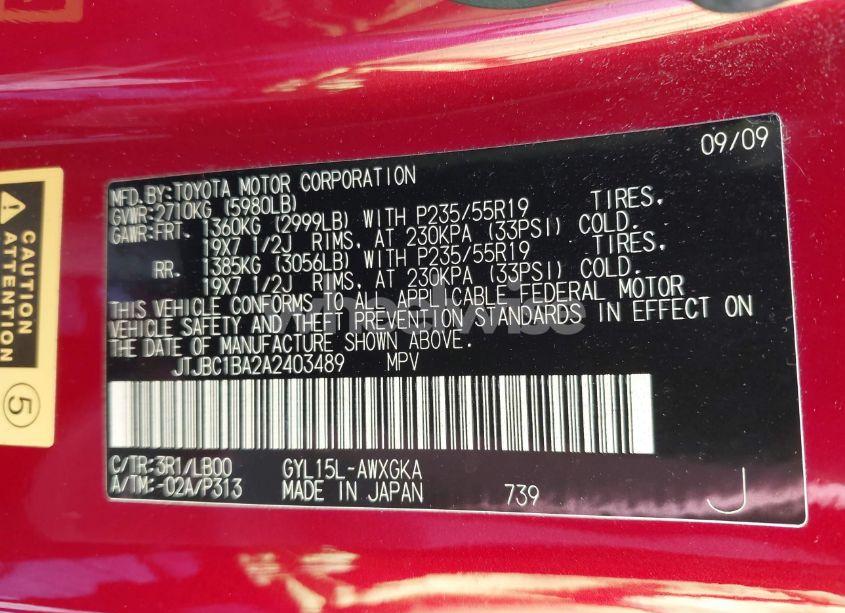 09/09
MFD.BY:TOYOTA MOTOR CORPORATION
GVWR:2710KG (5980LB)
GAWR:FRT. 1360KG (2999LB) WITH P235/55R19 TIRES,
19X7 1/2J RIMS, AT 230KPA (33PSI) COLD.
RR. 1385KG (3056LB) WITH P235/55R19 TIRES,
19X7 1/2J RIMS, AT 230KPA (33PSI) COLD.
THIS VEHICLE CONFORMS TO ALL APPLICABLE FEDERAL MOTOR
VEHICLE SAFETY AND THEFT PREVENTION STANDARDS IN EFFECT ON
THE DATE OF MANUFACTURE SHOWN ABOVE.
JTJBC1BA2A2403489 MPV
C/TR:3R1/LB00 GYL15L-AWXGKA
A/TM:-02A/P313 MADE IN JAPAN 739 J
CAUTION
ATTENTION
5